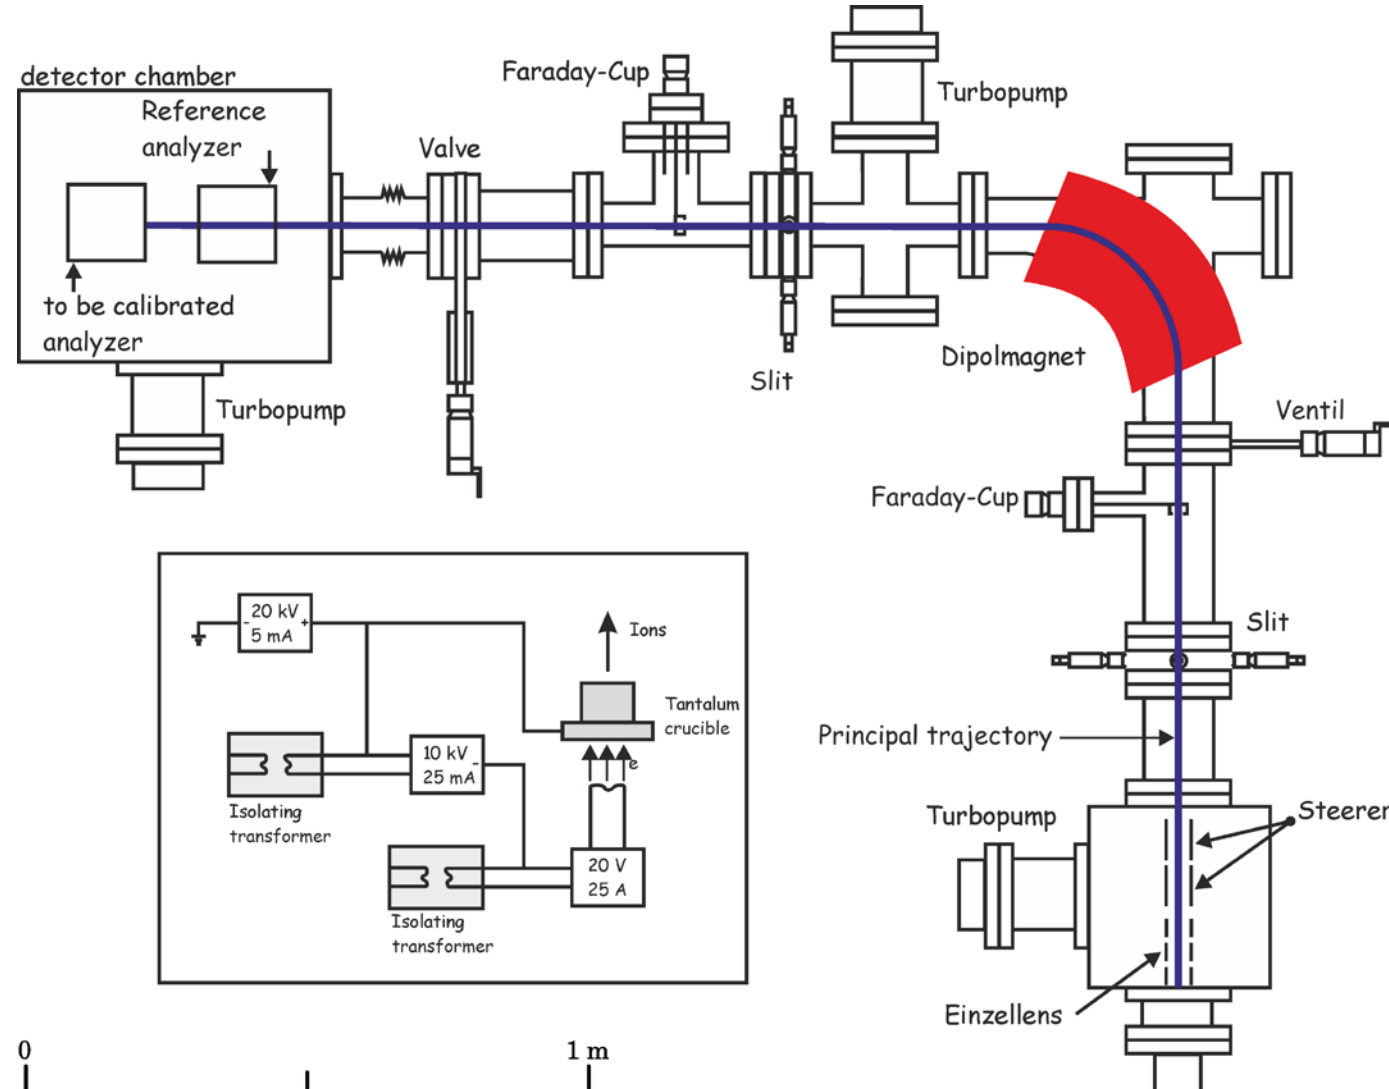 detector chamber
Reference
analyzer
to be calibrated
analyzer
Turbopump
Valve
Faraday-Cup
Slit
Turbopump
Dipolmagnet
Ventil
Faraday-Cup
Slit
Principal trajectory
Turbopump
Steerer
Einzellens
20 kV
- +
5 mA
Ions
Tantalum
crucible
10 kV
-
25 mA
e
Isolating
transformer
20 V
25 A
Isolating
transformer
0
1 m